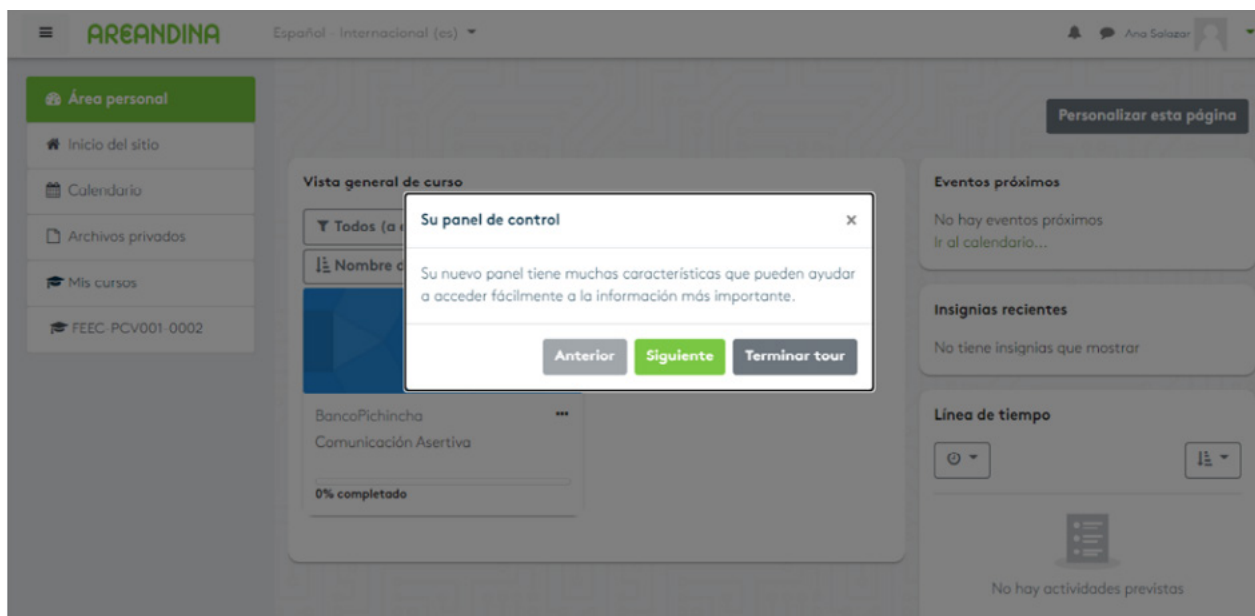 AREANDINA
Español - Internacional (es)
Ana Salazar
Área personal
Inicio del sitio
Calendario
Archivos privados
Mis cursos
FEEC-PCV001-0002
Personalizar esta página
Vista general de curso
Todos (a
Nombre d
Su panel de control
×
Su nuevo panel tiene muchas características que pueden ayudar
a acceder fácilmente a la información más importante.
Anterior
Siguiente
Terminar tour
BancoPichincha
Comunicación Asertiva
0% completado
Eventos próximos
No hay eventos próximos
Ir al calendario...
Insignias recientes
No tiene insignias que mostrar
Línea de tiempo
No hay actividades previstas